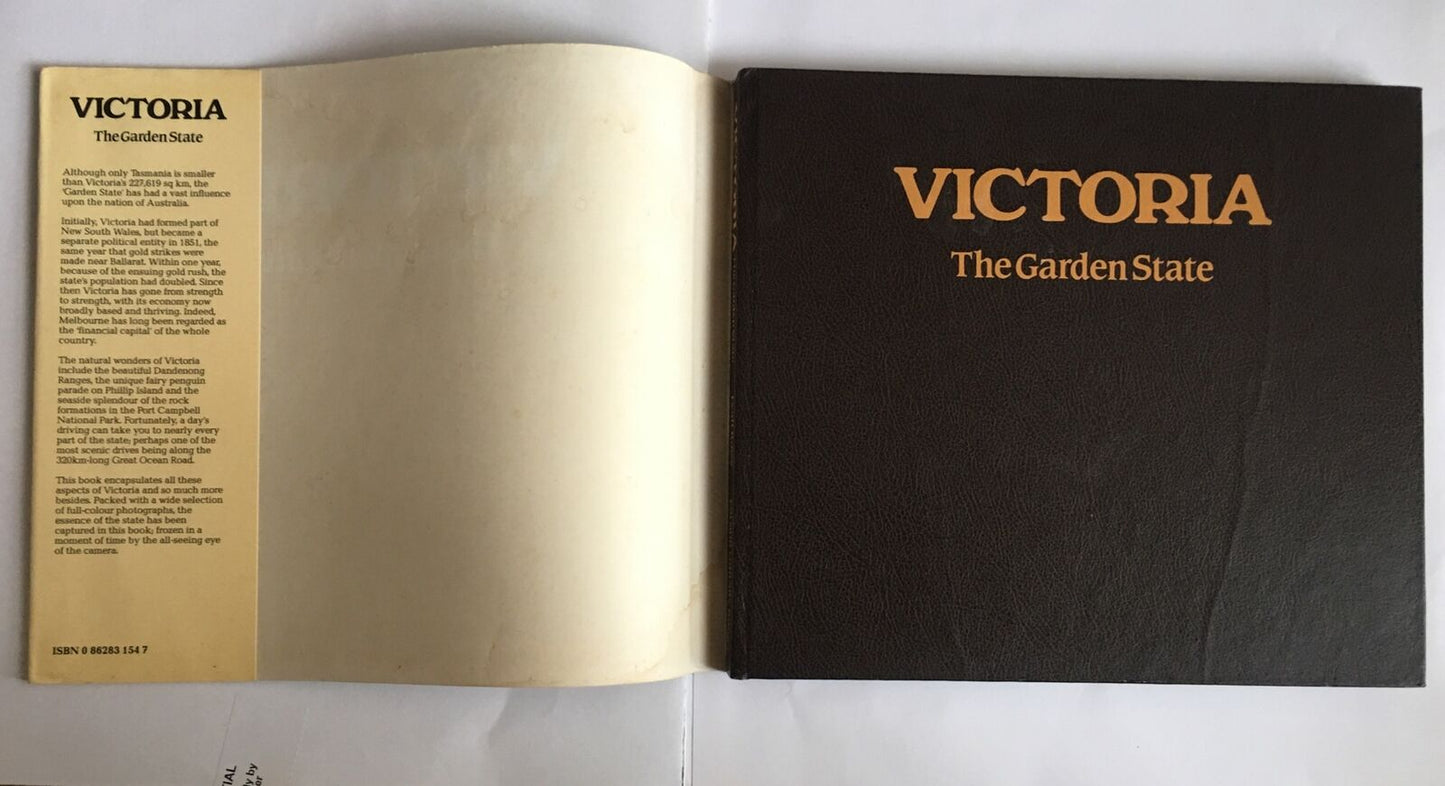 VICTORIA
The Garden State
Although only Tasmania is smaller
than Victoria's 227,619 sq km, the
'Garden State' has had a vast influence
upon the nation of Australia.
Initially, Victoria had formed part of
New South Wales, but became a
separate political entity in 1851, the
same year that gold strikes were
made near Ballarat. Within one year,
because of the ensuing gold rush, the
state's population had doubled. Since
then Victoria has gone from strength
to strength, with its economy now
broadly based and thriving. Indeed,
Melbourne has long been regarded as
the 'financial capital' of the whole
country.
The natural wonders of Victoria
include the beautiful Dandenong
Ranges, the unique fairy penguin
parade on Phillip Island and the
seaside splendour of the rock
formations in the Port Campbell
National Park. Fortunately, a day's
driving can take you to nearly every
part of the state; perhaps one of the
most scenic drives being along the
320km-long Great Ocean Road.
This book encapsulates all these
aspects of Victoria and so much more
besides. Packed with a wide selection
of full-colour photographs, the
essence of the state has been
captured in this book; frozen in a
moment of time by the all-seeing eye
of the camera.
ISBN 0 86283 154 7
VICTORIA
The Garden State